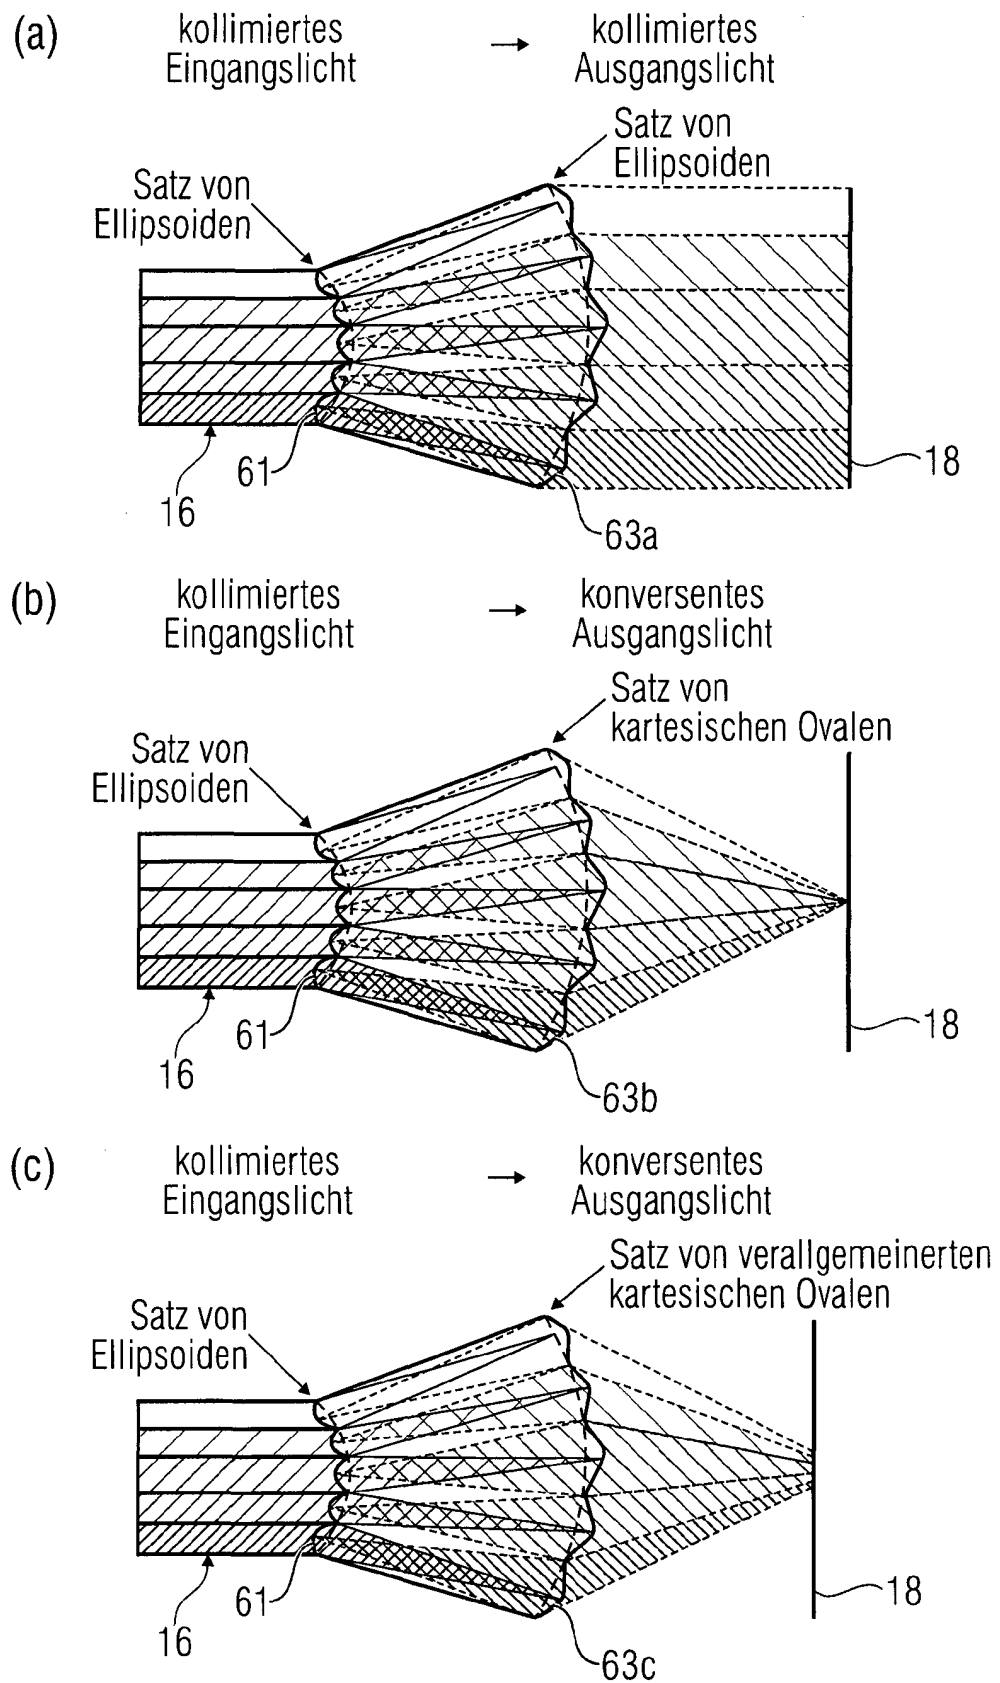 (a)
kollimiertes
Eingangslicht
→
kollimiertes
Ausgangslicht
Satz von
Ellipsoiden
Satz von
Ellipsoiden
61
16
18
63a
(b)
kollimiertes
Eingangslicht
→
konversentes
Ausgangslicht
Satz von
kartesischen Ovalen
Satz von
Ellipsoiden
61
16
18
63b
(c)
kollimiertes
Eingangslicht
→
konversentes
Ausgangslicht
Satz von verallgemeinerten
kartesischen Ovalen
Satz von
Ellipsoiden
61
16
18
63c